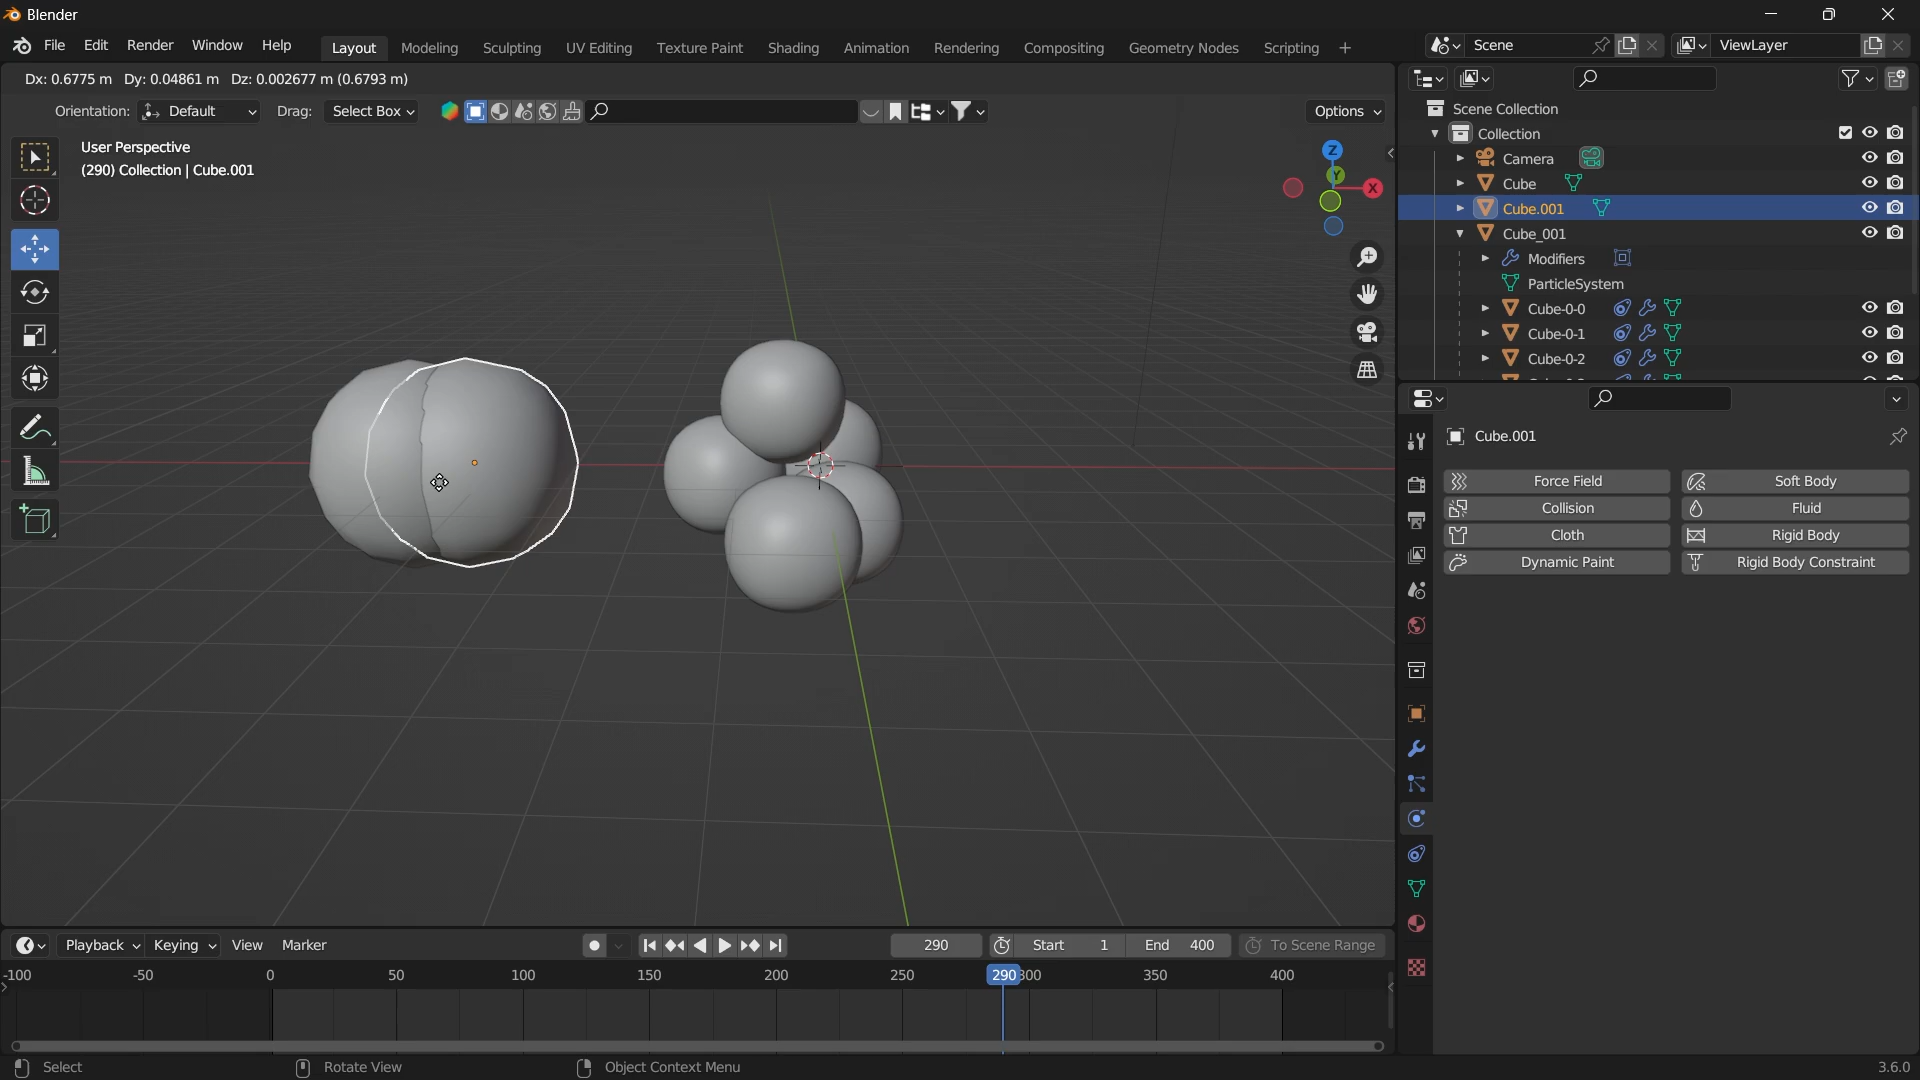 Blender
File Edit Render Window Help
Layout Modeling Sculpting UV Editing Texture Paint Shading Animation Rendering Compositing Geometry Nodes Scripting +
Scene
ViewLayer
Dx: 0.6775 m Dy: 0.04861 m Dz: 0.002677 m (0.6793 m)
Orientation: Default Drag: Select Box
Options
User Perspective
(290) Collection | Cube.001
Z
Y
X
Scene Collection
Collection
Camera
Cube
Cube.001
Cube_001
Modifiers
ParticleSystem
Cube-0-0
Cube-0-1
Cube-0-2
Cube.001
Force Field Soft Body
Collision Fluid
Cloth Rigid Body
Dynamic Paint Rigid Body Constraint
Playback Keying View Marker
290 Start 1 End 400 To Scene Range
-100 -50 0 50 100 150 200 250 290 300 350 400
Select Rotate View Object Context Menu 3.6.0